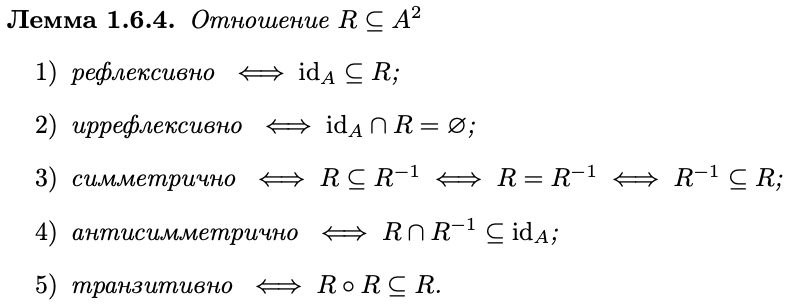 Лемма 1.6.4. Отношение R ⊆ A²
1) рефлексивно ⟺ id_A ⊆ R;
2) иррефлексивно ⟺ id_A ∩ R = ∅;
3) симметрично ⟺ R ⊆ R⁻¹ ⟺ R = R⁻¹ ⟺ R⁻¹ ⊆ R;
4) антисимметрично ⟺ R ∩ R⁻¹ ⊆ id_A;
5) транзитивно ⟺ R ∘ R ⊆ R.